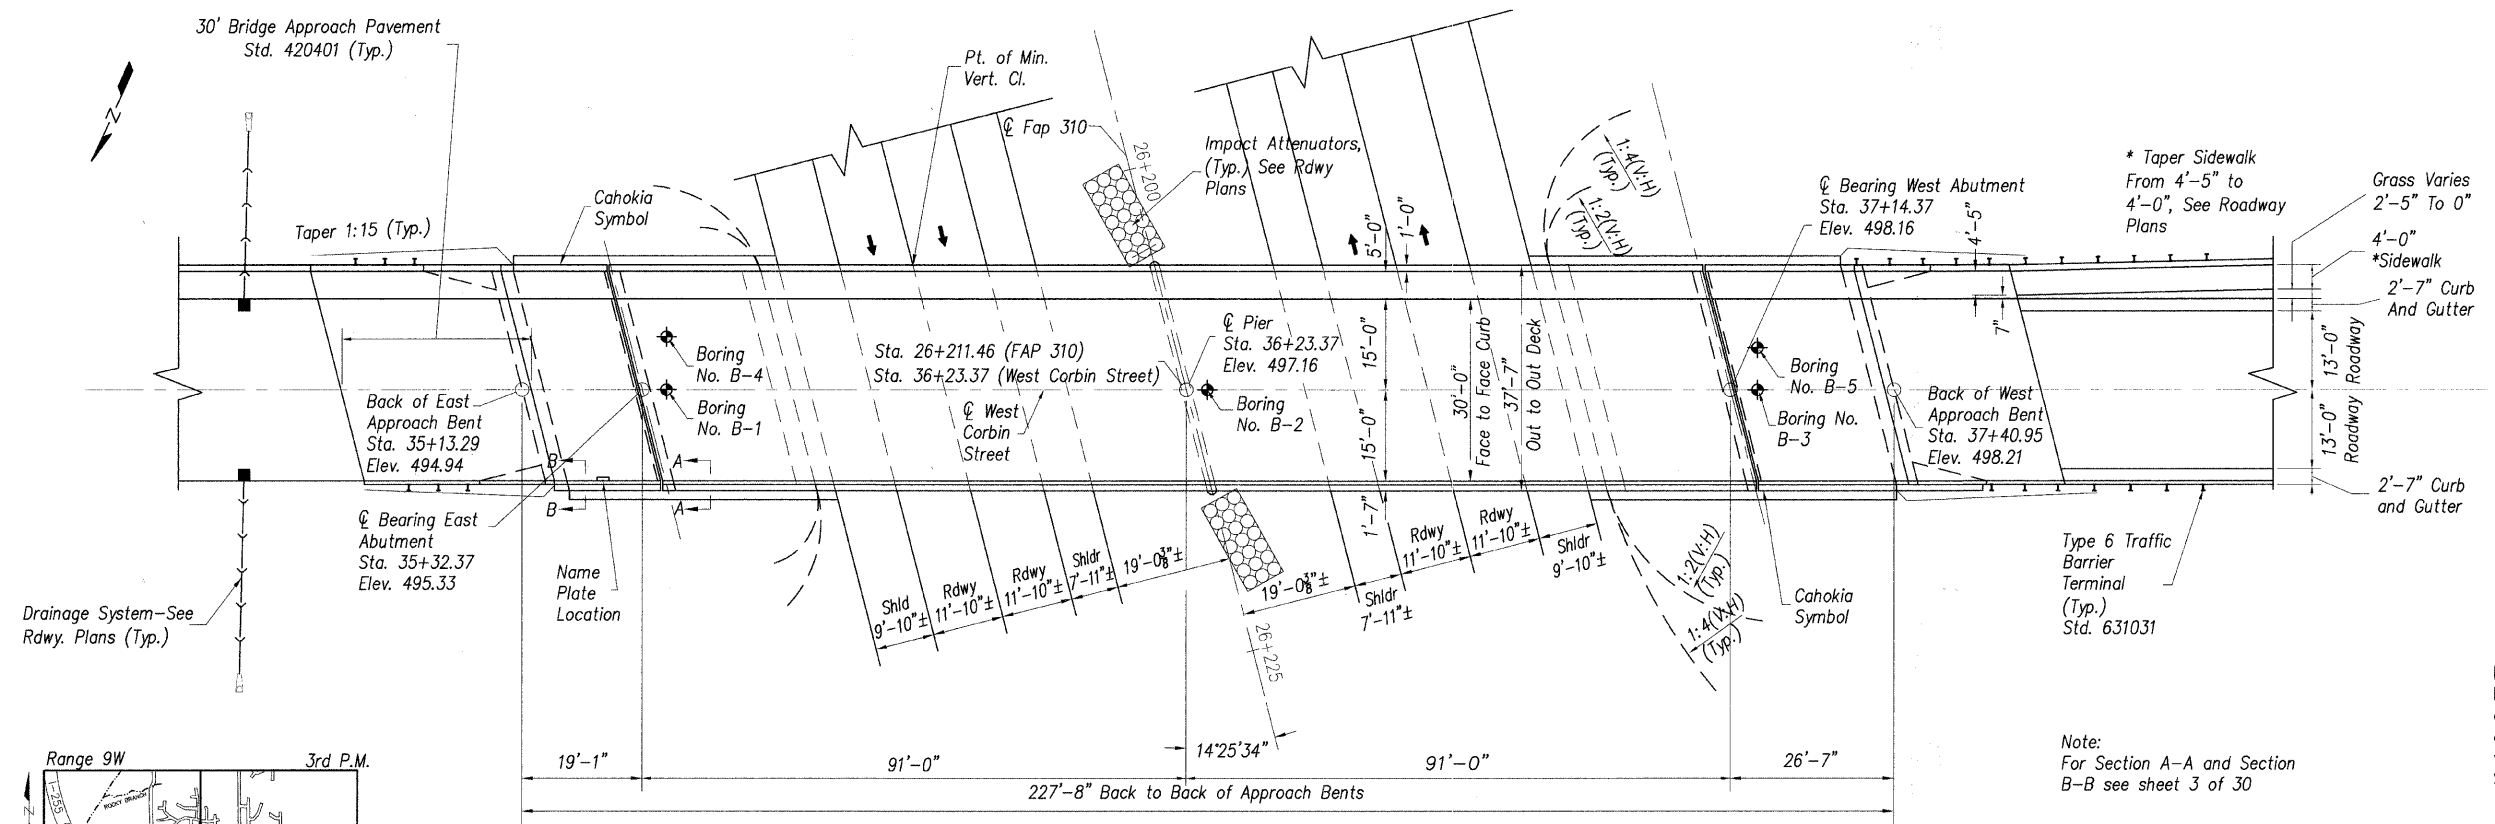 30' Bridge Approach Pavement
Std. 420401 (Typ.)
N
Pt. of Min.
Vert. Cl.
℄ Fap 310
26+200
Impact Attenuators,
(Typ.) See Rdwy
Plans
1:4(V:H)
(Typ.)
1:2(V:H)
(Typ.)
* Taper Sidewalk
From 4'-5" to
4'-0", See Roadway
Plans
Grass Varies
2'-5" To 0"
4'-0"
*Sidewalk
2'-7" Curb
And Gutter
℄ Bearing West Abutment
Sta. 37+14.37
Elev. 498.16
4'-5"
7"
Cahokia
Symbol
Taper 1:15 (Typ.)
5'-0"
1'-0"
℄ Pier
Sta. 36+23.37
Elev. 497.16
Sta. 26+211.46 (FAP 310)
Sta. 36+23.37 (West Corbin Street)
℄ West
Corbin
Street
Boring
No. B-4
Boring
No. B-1
Boring
No. B-2
15'-0"
15'-0"
1'-7"
30'-0"
Face to Face Curb
37'-7"
Out to Out Deck
Boring
No. B-5
Boring No.
B-3
Back of West
Approach Bent
Sta. 37+40.95
Elev. 498.21
13'-0"
Roadway
13'-0"
Roadway
2'-7" Curb
and Gutter
Back of East
Approach Bent
Sta. 35+13.29
Elev. 494.94
B
B
A
A
℄ Bearing East
Abutment
Sta. 35+32.37
Elev. 495.33
Name
Plate
Location
Drainage System-See
Rdwy. Plans (Typ.)
Shld
9'-10"±
Rdwy
11'-10"±
Rdwy
11'-10"±
Shldr
7'-11"±
19'-0⅜"±
19'-0⅜"±
Shldr
7'-11"±
Rdwy
11'-10"±
Rdwy
11'-10"±
Shldr
9'-10"±
26+225
1:2(V:H)
(Typ.)
1:4(V:H)
(Typ.)
Cahokia
Symbol
Type 6 Traffic
Barrier
Terminal
(Typ.)
Std. 631031
14°25'34"
19'-1"
91'-0"
91'-0"
26'-7"
227'-8" Back to Back of Approach Bents
Note:
For Section A-A and Section
B-B see sheet 3 of 30
Range 9W
3rd P.M.
I-255
ROCKY BRANCH